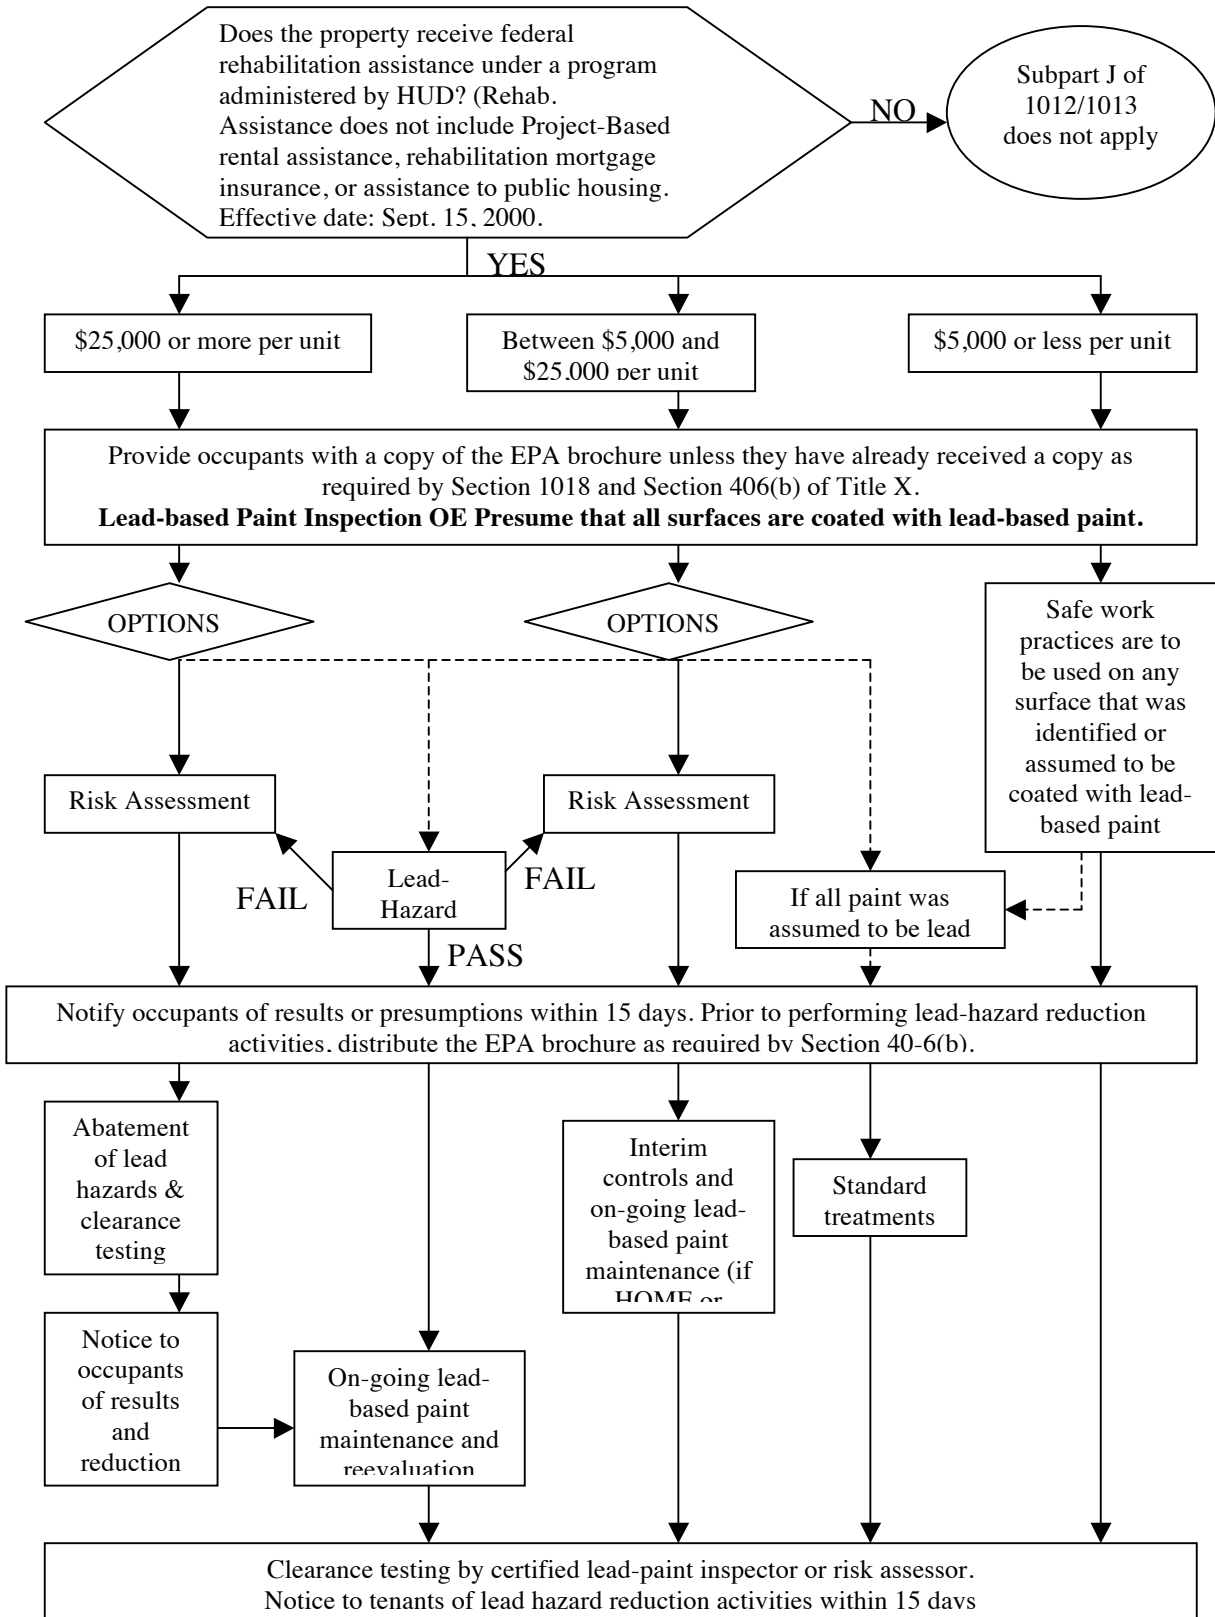 Does the property receive federal
rehabilitation assistance under a program
administered by HUD? (Rehab.
Assistance does not include Project-Based
rental assistance, rehabilitation mortgage
insurance, or assistance to public housing.
Effective date: Sept. 15, 2000.
NO
Subpart J of
1012/1013
does not apply
YES
$25,000 or more per unit
Between $5,000 and
$25,000 per unit
$5,000 or less per unit
Provide occupants with a copy of the EPA brochure unless they have already received a copy as
required by Section 1018 and Section 406(b) of Title X.
Lead-based Paint Inspection OE Presume that all surfaces are coated with lead-based paint.
OPTIONS
OPTIONS
Safe work
practices are to
be used on any
surface that was
identified or
assumed to be
coated with lead-
based paint
Risk Assessment
Risk Assessment
Lead-
Hazard
FAIL
FAIL
PASS
If all paint was
assumed to be lead
Notify occupants of results or presumptions within 15 days. Prior to performing lead-hazard reduction
activities, distribute the EPA brochure as required by Section 40-6(b).
Abatement
of lead
hazards &
clearance
testing
Interim
controls and
on-going lead-
based paint
maintenance (if
HOME or
Standard
treatments
Notice to
occupants
of results
and
reduction
On-going lead-
based paint
maintenance and
reevaluation
Clearance testing by certified lead-paint inspector or risk assessor.
Notice to tenants of lead hazard reduction activities within 15 days